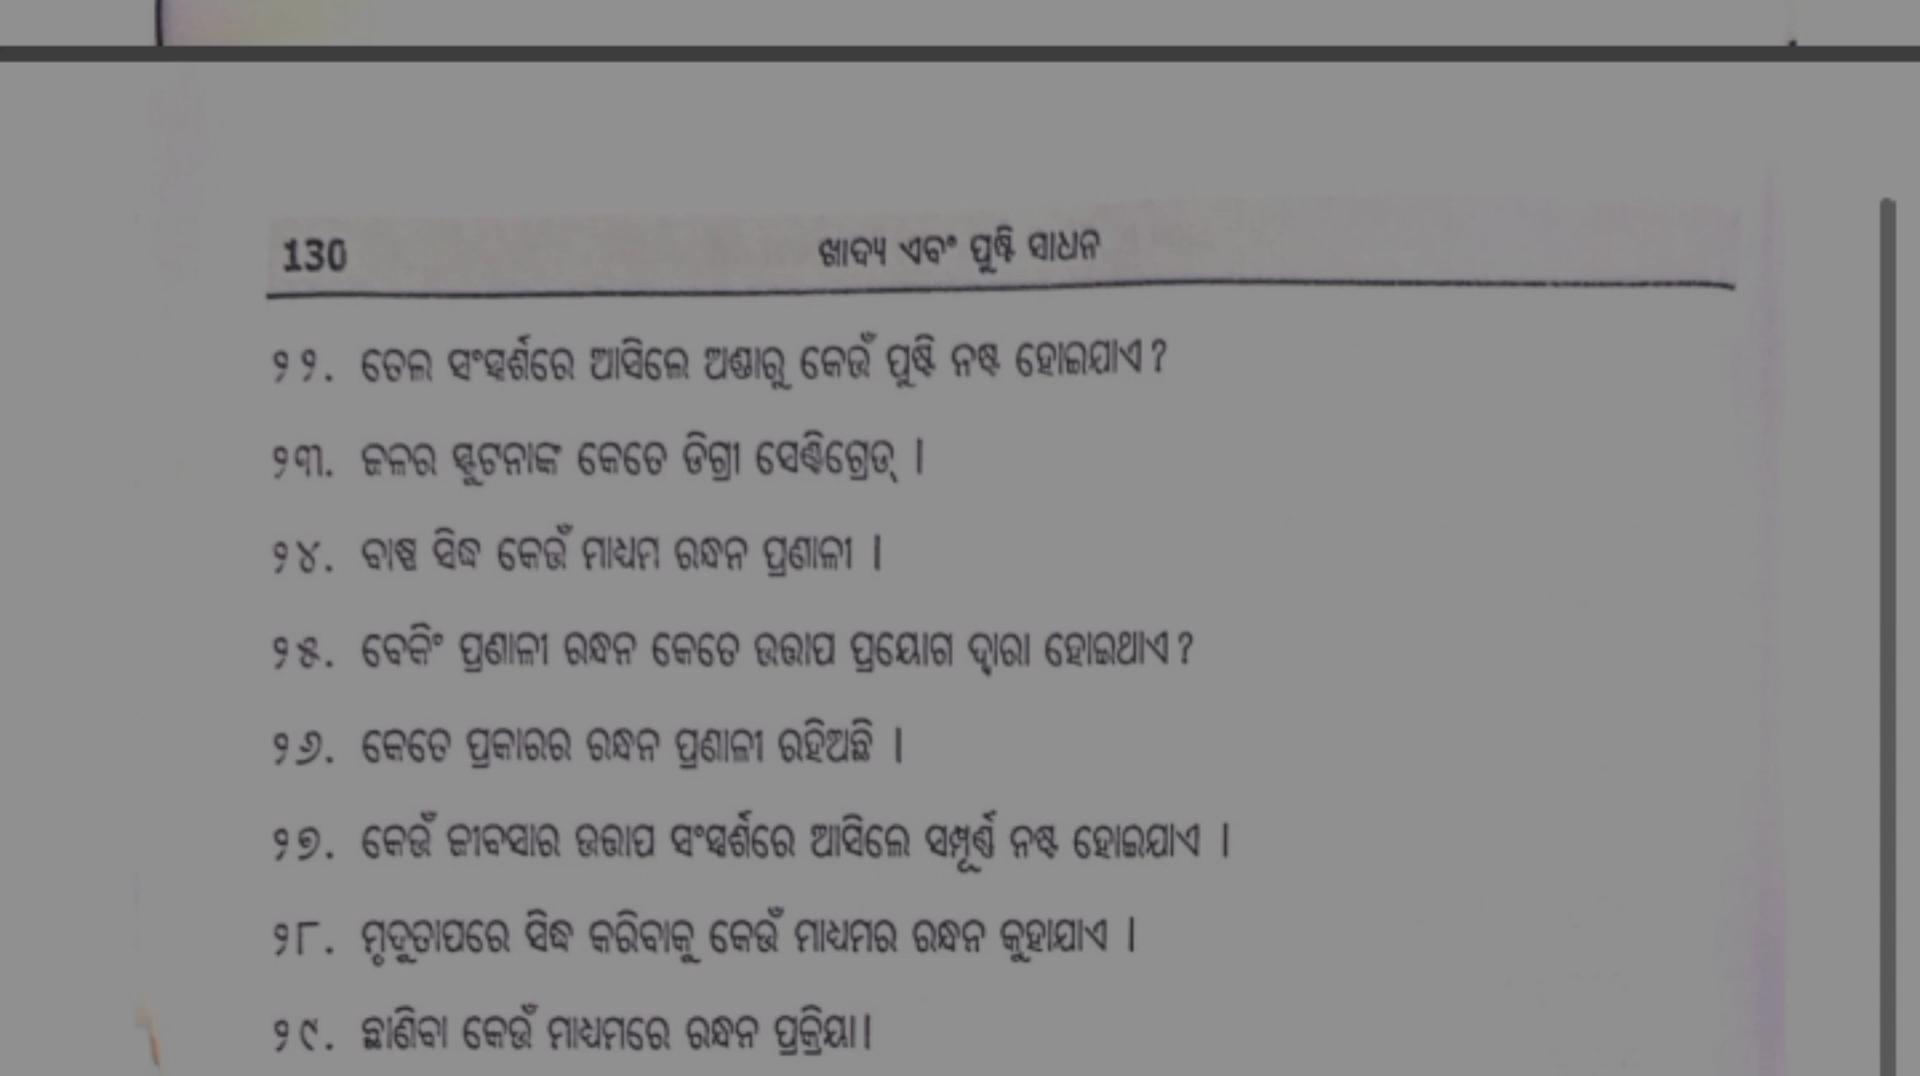 130 ଖାଦ୍ୟ ଏବଂ ପୁଷ୍ଟି ସାଧନ
୨୨. ତେଲ ସଂସ୍ପର୍ଶରେ ଆସିଲେ ଅଣ୍ଡାରୁ କେଉଁ ପୁଷ୍ଟି ନଷ୍ଟ ହୋଇଯାଏ?
୨୩. ଜଳର ସ୍ଫୁଟନାଙ୍କ କେତେ ଡିଗ୍ରୀ ସେଣ୍ଟିଗ୍ରେଡ୍ ।
୨୪. ବାଷ୍ପ ସିଦ୍ଧ କେଉଁ ମାଧ୍ୟମ ରନ୍ଧନ ପ୍ରଣାଳୀ ।
୨୫. ବେକିଂ ପ୍ରଣାଳୀ ରନ୍ଧନ କେତେ ଉତ୍ତାପ ପ୍ରୟୋଗ ଦ୍ୱାରା ହୋଇଥାଏ?
୨୬. କେତେ ପ୍ରକାରର ରନ୍ଧନ ପ୍ରଣାଳୀ ରହିଅଛି ।
୨୭. କେଉଁ ଜୀବସାର ଉତ୍ତାପ ସଂସ୍ପର୍ଶରେ ଆସିଲେ ସମ୍ପୂର୍ଣ୍ଣ ନଷ୍ଟ ହୋଇଯାଏ ।
୨୮. ମୃଦୁତାପରେ ସିଦ୍ଧ କରିବାକୁ କେଉଁ ମାଧ୍ୟମର ରନ୍ଧନ କୁହାଯାଏ ।
୨୯. ଛାଣିବା କେଉଁ ମାଧ୍ୟମରେ ରନ୍ଧନ ପ୍ରକ୍ରିୟା।